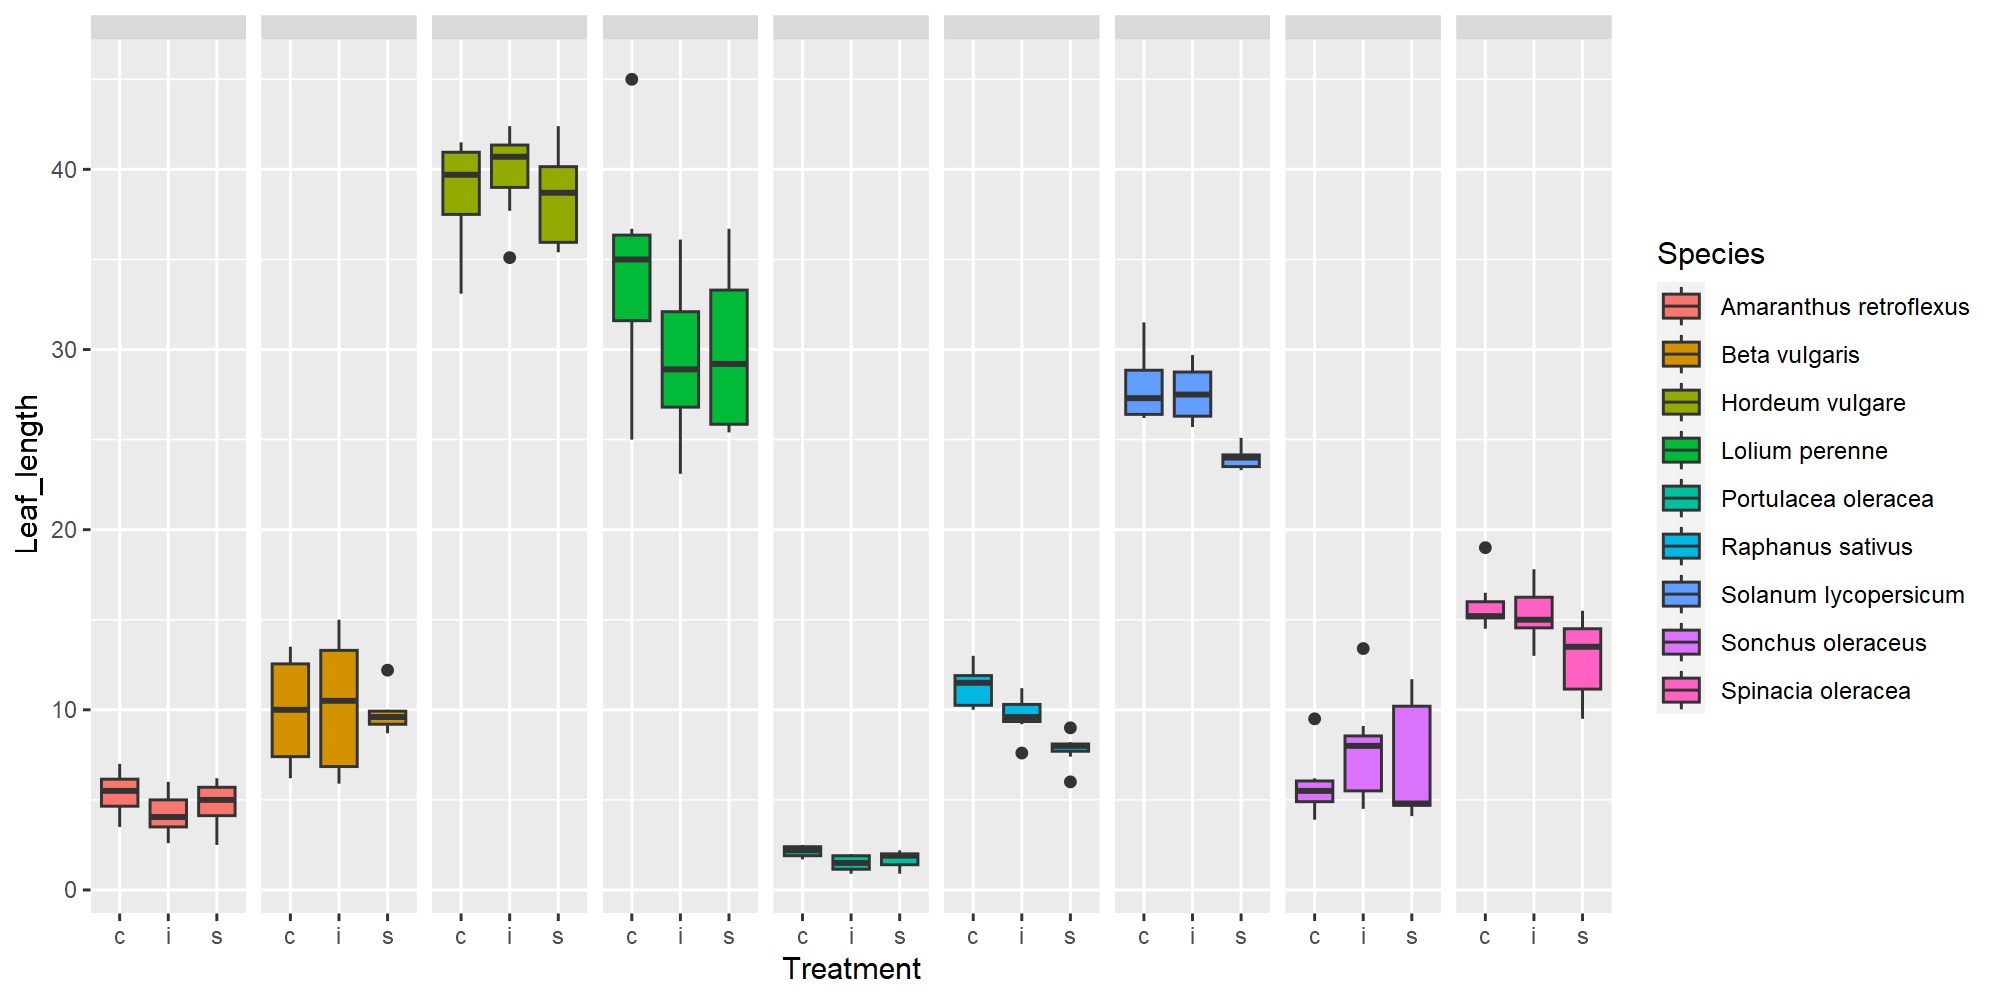 Leaf_length
40
30
20
10
0
c i s c i s c i s c i s c i s c i s c i s c i s c i s
Treatment
Species
Amaranthus retroflexus
Beta vulgaris
Hordeum vulgare
Lolium perenne
Portulacea oleracea
Raphanus sativus
Solanum lycopersicum
Sonchus oleraceus
Spinacia oleracea